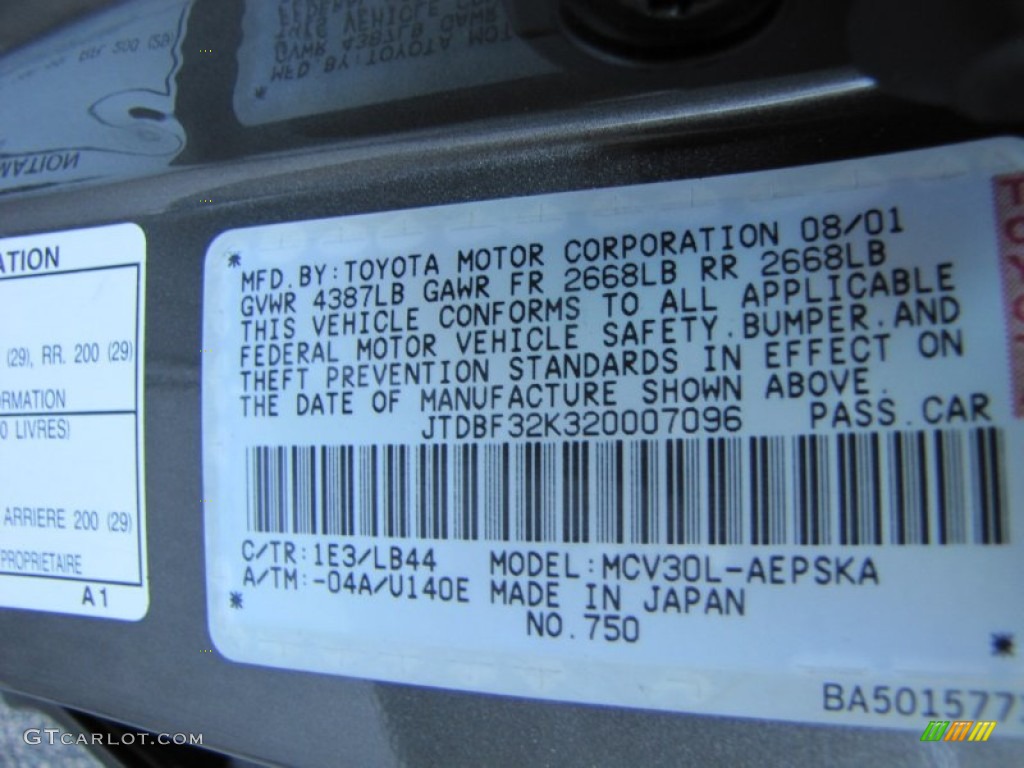 MFD. BY: TOYOTA MOTOR CORPORATION 08/01
GVWR 4387LB GAWR FR 2668LB RR 2668LB
THIS VEHICLE CONFORMS TO ALL APPLICABLE
FEDERAL MOTOR VEHICLE SAFETY, BUMPER, AND
THEFT PREVENTION STANDARDS IN EFFECT ON
THE DATE OF MANUFACTURE SHOWN ABOVE.
JTDBF32K320007096 PASS. CAR
C/TR: 1E3/LB44 MODEL: MCV30L-AEPSKA
A/TM: -04A/U140E MADE IN JAPAN
NO. 750
BA501577
(29), RR. 200 (29)
LIVRES)
ARRIERE 200 (29)
PROPRIETAIRE
A1
GTCARLOT.COM